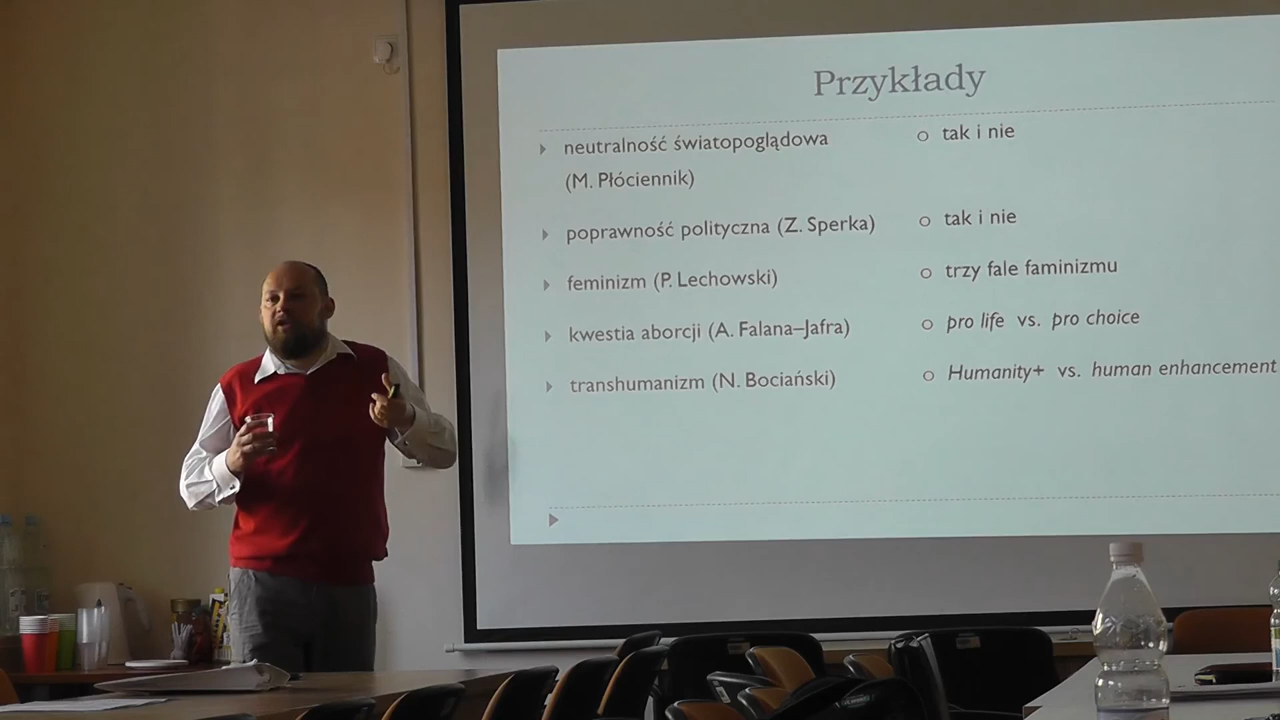 Przykłady
neutralność światopoglądowa
(M. Płóciennik)
tak i nie
poprawność polityczna (Z. Sperka)
tak i nie
feminizm (P. Lechowski)
trzy fale faminizmu
kwestia aborcji (A. Falana–Jafra)
pro life vs. pro choice
transhumanizm (N. Bociański)
Humanity+ vs. human enhancement